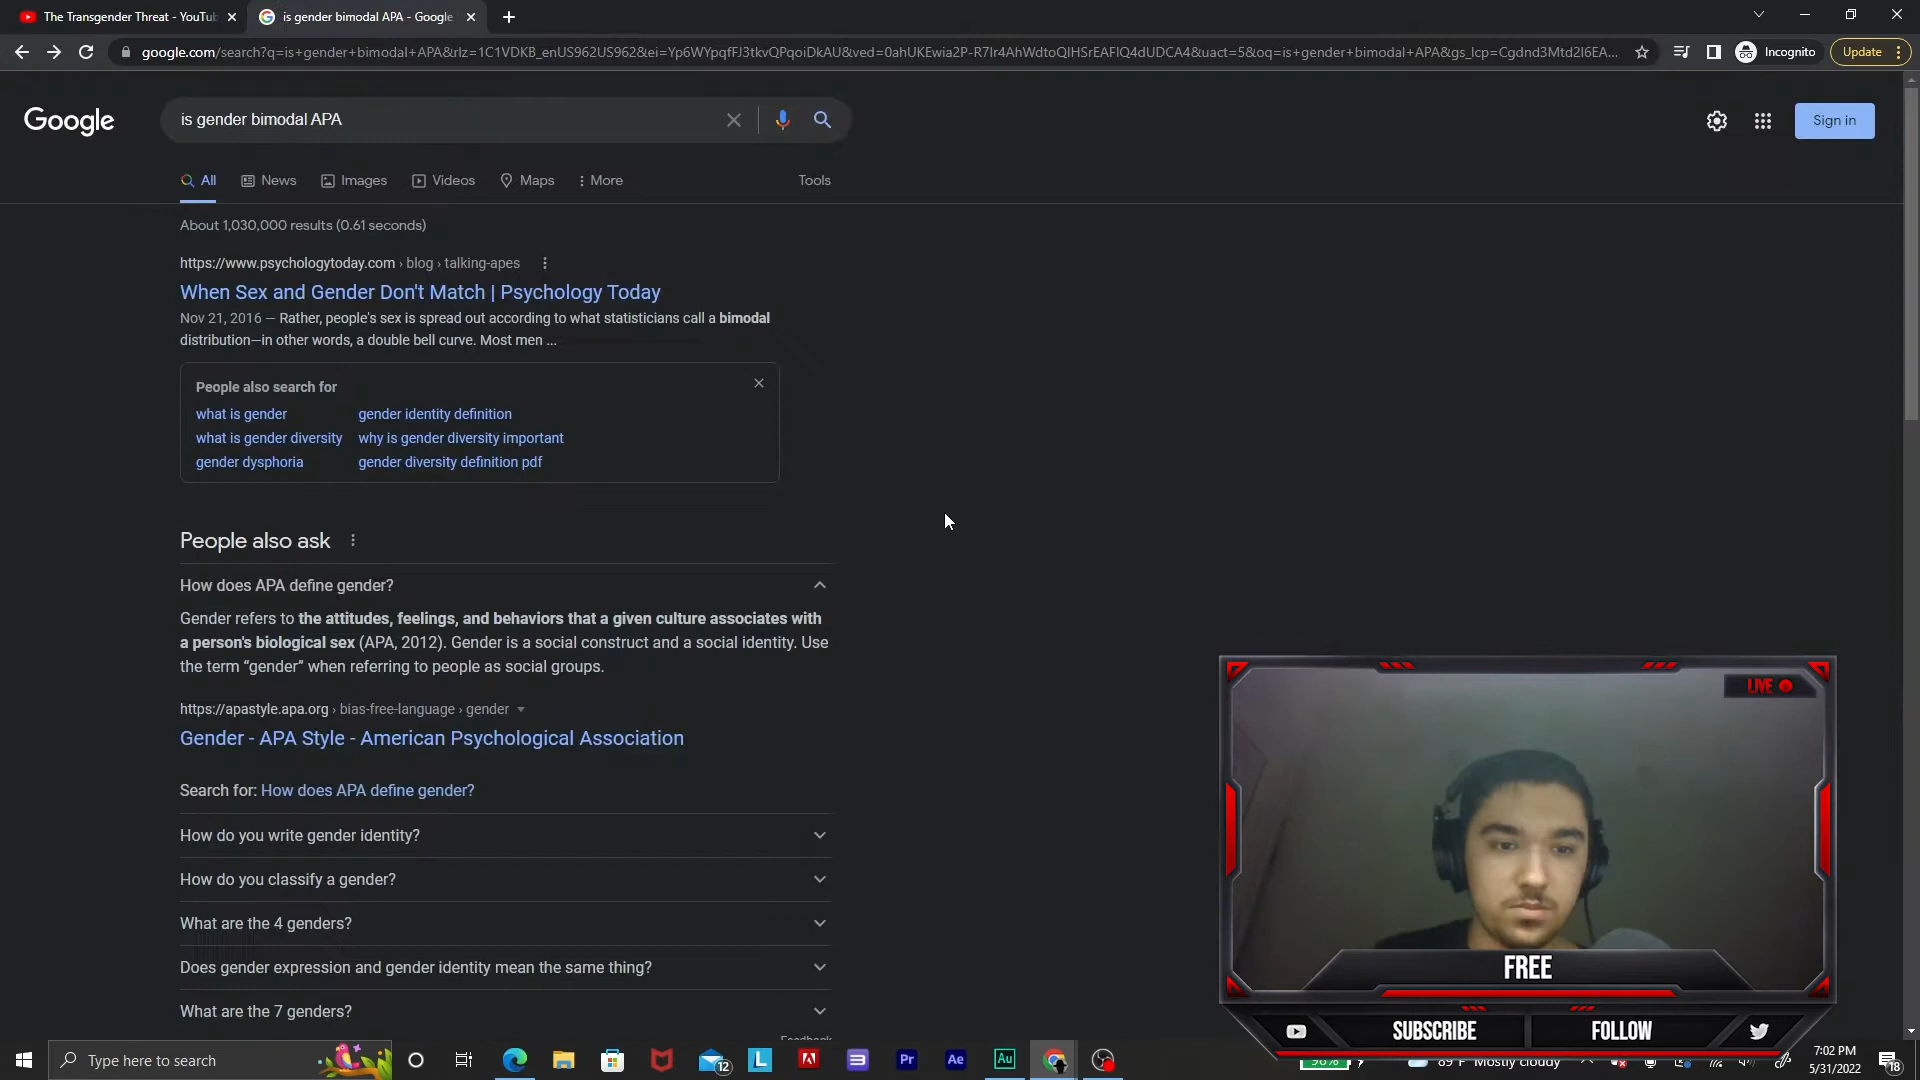 The Transgender Threat - YouTu
is gender bimodal APA - Google
google.com/search?q=is+gender+bimodal+APA&rlz=1C1VDKB_enUS962US962&ei=Yp6WYpqfFJ3tkvQPqoiDkAU&ved=0ahUKEwia2P-R7Ir4AhWdtoQIHSrEAFIQ4dUDCA4&uact=5&oq=is+gender+bimodal+APA&gs_lcp=Cgdnd3Mtd2l6EA...
Incognito
Update
Google
is gender bimodal APA
Sign in
All News Images Videos Maps More Tools
About 1,030,000 results (0.61 seconds)
https://www.psychologytoday.com › blog › talking-apes
When Sex and Gender Don't Match | Psychology Today
Nov 21, 2016 — Rather, people's sex is spread out according to what statisticians call a bimodal
distribution—in other words, a double bell curve. Most men ...
People also search for
what is gender gender identity definition
what is gender diversity why is gender diversity important
gender dysphoria gender diversity definition pdf
People also ask
How does APA define gender?
Gender refers to the attitudes, feelings, and behaviors that a given culture associates with
a person's biological sex (APA, 2012). Gender is a social construct and a social identity. Use
the term “gender” when referring to people as social groups.
https://apastyle.apa.org › bias-free-language › gender
Gender - APA Style - American Psychological Association
Search for: How does APA define gender?
How do you write gender identity?
How do you classify a gender?
What are the 4 genders?
Does gender expression and gender identity mean the same thing?
What are the 7 genders?
Feedback
LIVE
FREE
SUBSCRIBE
FOLLOW
Type here to search
12
L
Pr
Ae
Au
96%
89°F Mostly cloudy
7:02 PM
5/31/2022
18